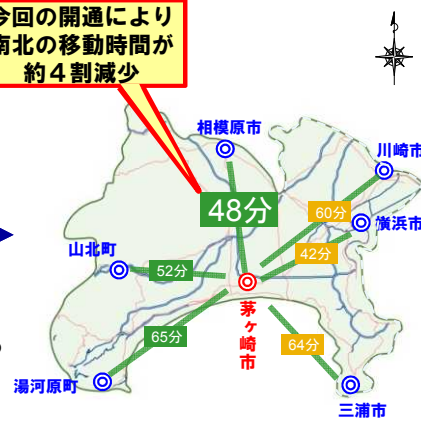 今回の開通により
南北の移動時間が
約４割減少
相模原市
川崎市
48分
60分
横浜市
42分
山北町
52分
茅ヶ崎市
65分
64分
湯河原町
三浦市